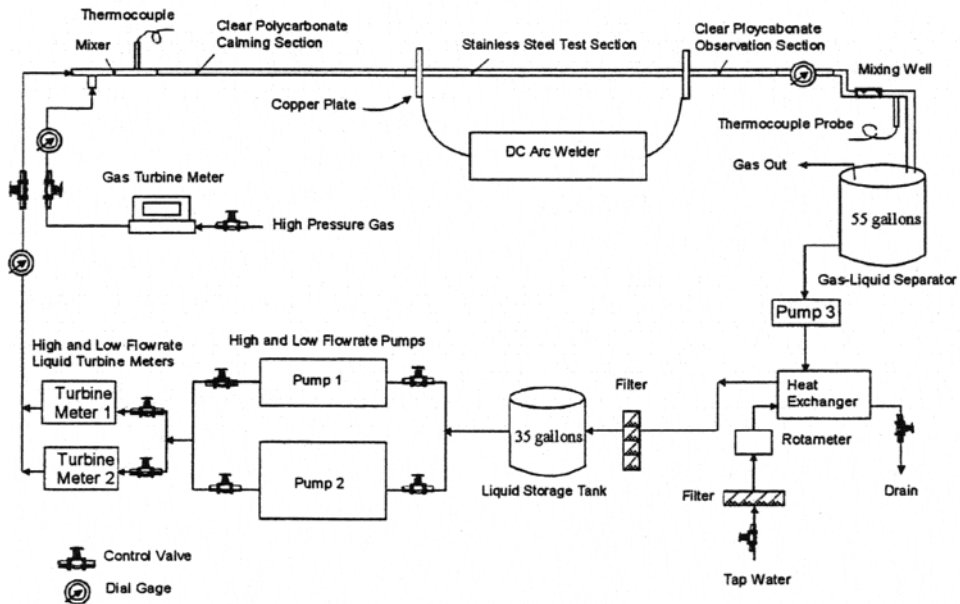 Thermocouple
Clear Polycarbonate
Calming Section
Mixer
Stainless Steel Test Section
Clear Ploycabonate
Observation Section
Mixing Well
Copper Plate
Thermocouple
Probe
DC Arc Welder
Gas Out
Gas Turbine Meter
High Pressure Gas
55 gallons
Gas-Liquid Separator
Pump 3
High and Low Flowrate
Liquid Turbine Meters
High and Low Flowrate Pumps
Pump 1
Filter
Heat
Exchanger
Turbine
Meter 1
35 gallons
Rotameter
Turbine
Meter 2
Pump 2
Liquid Storage Tank
Filter
Drain
Control Valve
Tap Water
Dial Gage